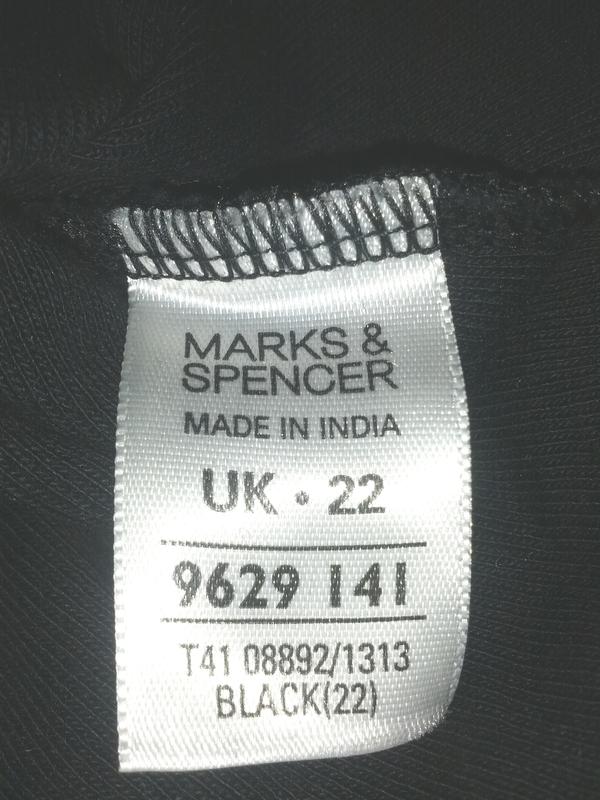 MARKS &
SPENCER
MADE IN INDIA
UK • 22
9629 141
T41 08892/1313
BLACK(22)